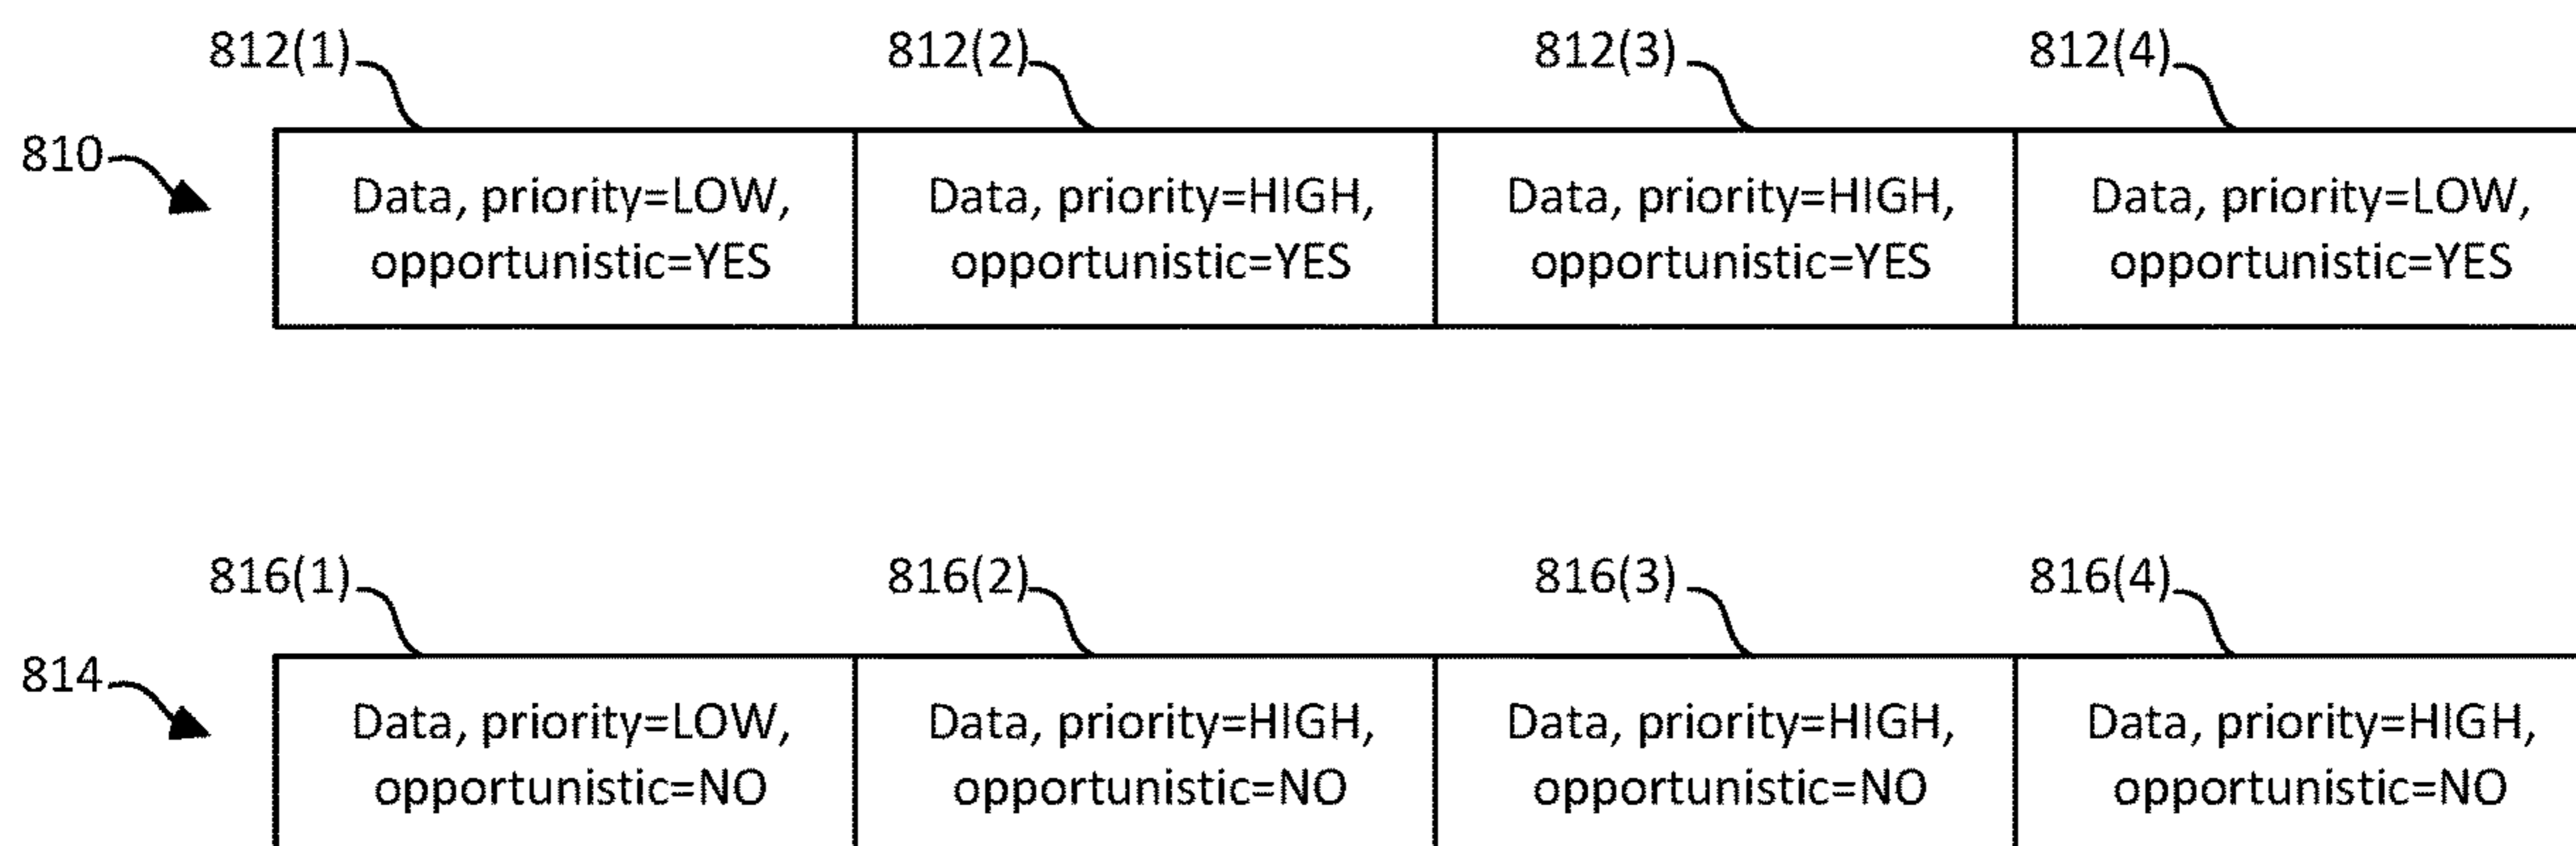 812(1) 812(2) 812(3) 812(4)
810
Data, priority=LOW, Data, priority=HIGH, Data, priority=HIGH, Data, priority=LOW,
opportunistic=YES opportunistic=YES opportunistic=YES opportunistic=YES
816(1) 816(2) 816(3) 816(4)
814
Data, priority=LOW, Data, priority=HIGH, Data, priority=HIGH, Data, priority=HIGH,
opportunistic=NO opportunistic=NO opportunistic=NO opportunistic=NO